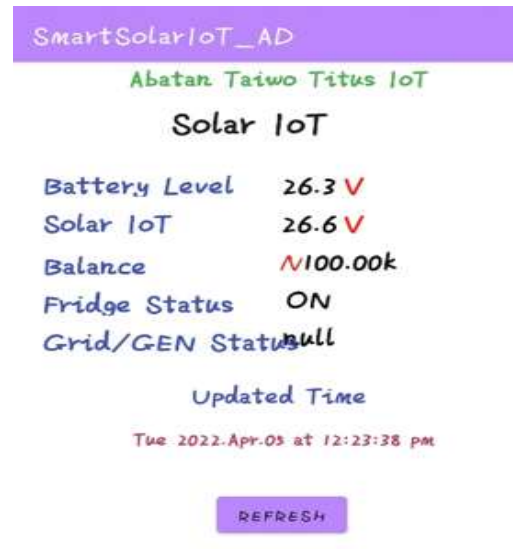 SmartSolarIoT_AD
Abatan Taiwo Titus IoT
Solar IoT
Battery Level 26.3 V
Solar IoT 26.6 V
Balance N100.00k
Fridge Status ON
Grid/GEN Status null
Updated Time
Tue 2022.Apr.05 at 12:23:38 pm
REFRESH